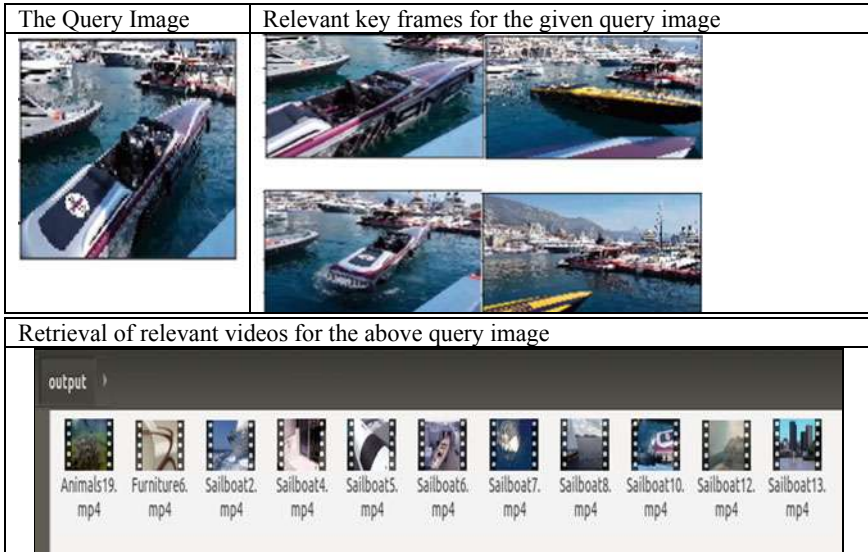 The Query Image
Relevant key frames for the given query image
Retrieval of relevant videos for the above query image
output
Animals19. Furniture6. Sailboat2. Sailboat4. Sailboat5. Sailboat6. Sailboat7. Sailboat8. Sailboat10. Sailboat12. Sailboat13.
mp4 mp4 mp4 mp4 mp4 mp4 mp4 mp4 mp4 mp4 mp4